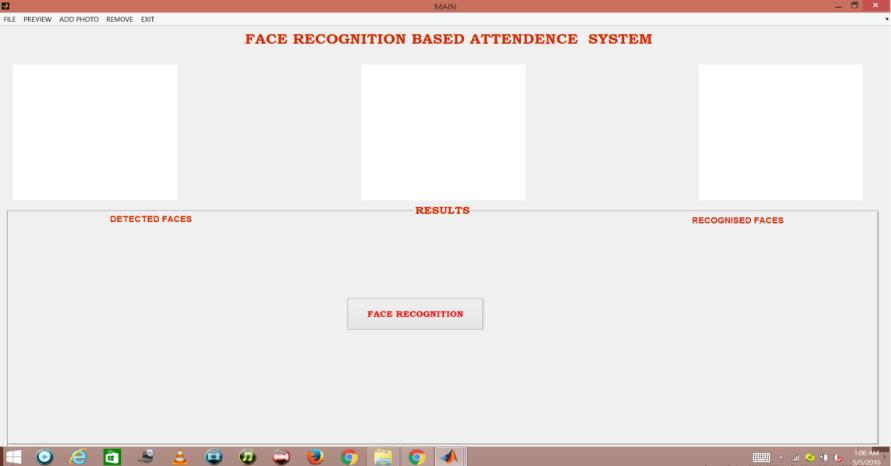 MAIN
FILE PREVIEW ADD PHOTO REMOVE EXIT
FACE RECOGNITION BASED ATTENDENCE SYSTEM
RESULTS
DETECTED FACES
RECOGNISED FACES
FACE RECOGNITION
1:06 AM
5/5/2016